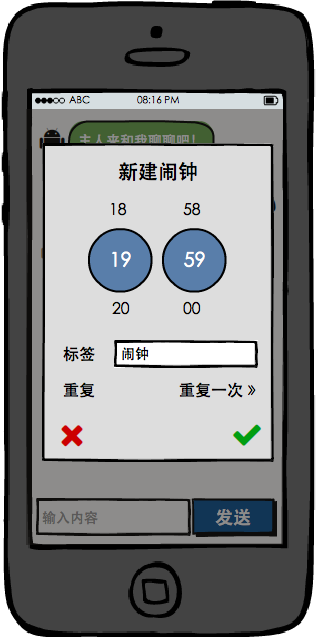 ABC 08:16 PM
主人来和我聊聊吧！
新建闹钟
18 58
19 59
20 00
标签 闹钟
重复 重复一次 »
输入内容 发送